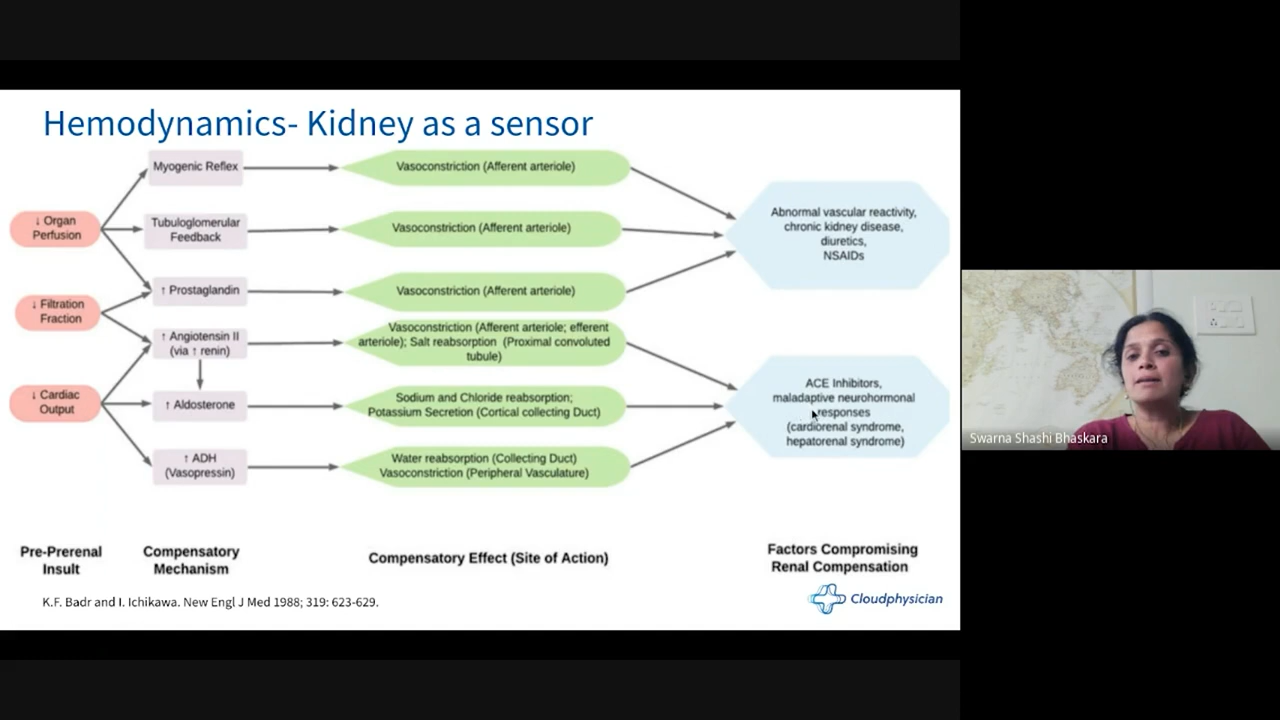 Hemodynamics- Kidney as a sensor
Myogenic Reflex
Vasoconstriction (Afferent arteriole)
↓ Organ
Perfusion
Tubuloglomerular
Feedback
Vasoconstriction (Afferent arteriole)
Abnormal vascular reactivity,
chronic kidney disease,
diuretics,
NSAIDs
↑ Prostaglandin
Vasoconstriction (Afferent arteriole)
↓ Filtration
Fraction
↑ Angiotensin II
(via ↑ renin)
Vasoconstriction (Afferent arteriole; efferent
arteriole); Salt reabsorption (Proximal convoluted
tubule)
↓ Cardiac
Output
↑ Aldosterone
Sodium and Chloride reabsorption;
Potassium Secretion (Cortical collecting Duct)
ACE Inhibitors,
maladaptive neurohormonal
responses
(cardiorenal syndrome,
hepatorenal syndrome)
↑ ADH
(Vasopressin)
Water reabsorption (Collecting Duct)
Vasoconstriction (Peripheral Vasculature)
Pre-Prerenal
Insult
Compensatory
Mechanism
Compensatory Effect (Site of Action)
Factors Compromising
Renal Compensation
K.F. Badr and I. Ichikawa. New Engl J Med 1988; 319: 623-629.
Cloudphysician
Swarna Shashi Bhaskara